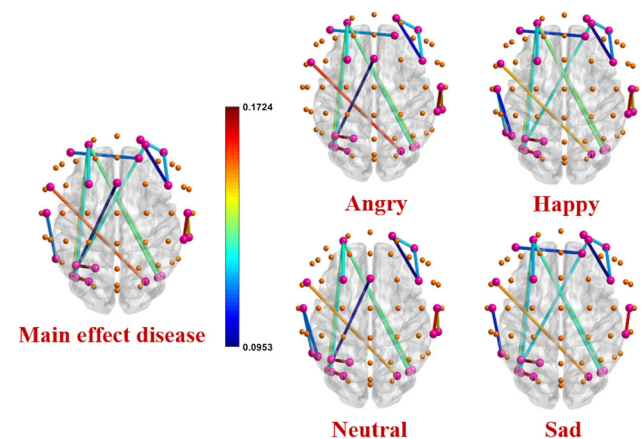 0.1724
Angry
Happy
Main effect disease
0.0953
Neutral
Sad